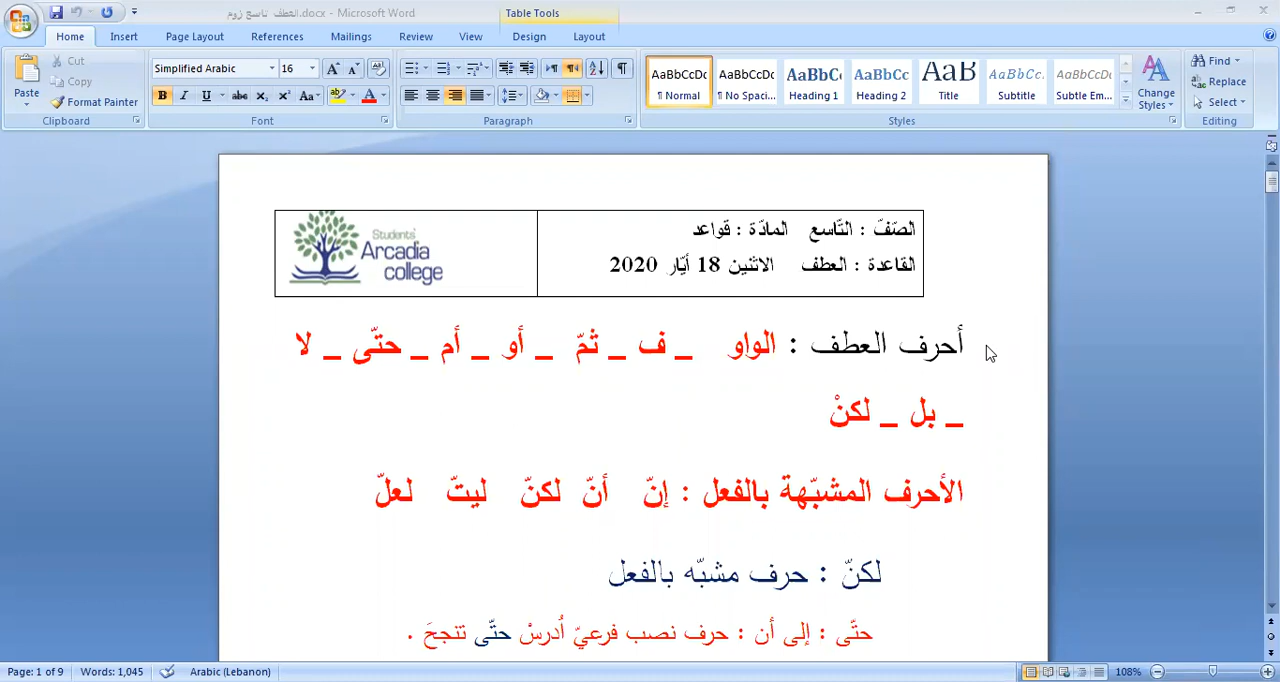 العطف تاسع زوم.docx - Microsoft Word
Table Tools
Home Insert Page Layout References Mailings Review View Design Layout
Paste
Cut
Copy
Format Painter
Clipboard
Simplified Arabic 16
B I U abc X₂ X² Aa
Font
Paragraph
AaBbCcDc AaBbCcDc AaBbC AaBbCc AaB AaBbCc. AaBbCcDc
¶ Normal ¶ No Spaci... Heading 1 Heading 2 Title Subtitle Subtle Em...
Styles
Change Styles
Find
Replace
Select
Editing
Students'
Arcadia
college
الصّفّ : التّاسع المادّة : قواعد
القاعدة : العطف الاثنين 18 أيّار 2020
أحرف العطف : الواو _ ف _ ثمّ _ أو _ أم _ حتّى _ لا
_ بل _ لكنْ
الأحرف المشبّهة بالفعل : إنّ أنّ لكنّ ليتّ لعلّ
لكنّ : حرف مشبّه بالفعل
حتّى : إلى أن : حرف نصب فرعيّ اُدرسْ حتّى تنجحَ .
Page: 1 of 9 Words: 1,045 Arabic (Lebanon) 108%